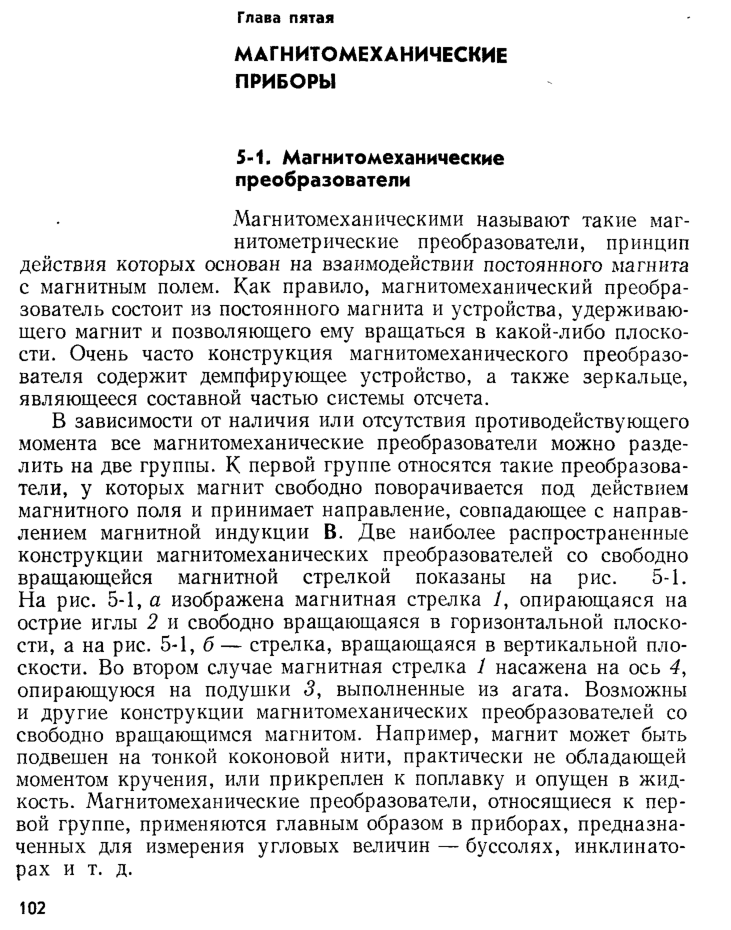 Глава пятая
МАГНИТОМЕХАНИЧЕСКИЕ
ПРИБОРЫ
5-1. Магнитомеханические
преобразователи
Магнитомеханическими называют такие маг-
нитометрические преобразователи, принцип
действия которых основан на взаимодействии постоянного магнита
с магнитным полем. Как правило, магнитомеханический преобра-
зователь состоит из постоянного магнита и устройства, удерживаю-
щего магнит и позволяющего ему вращаться в какой-либо плоско-
сти. Очень часто конструкция магнитомеханического преобразо-
вателя содержит демпфирующее устройство, а также зеркальце,
являющееся составной частью системы отсчета.
В зависимости от наличия или отсутствия противодействующего
момента все магнитомеханические преобразователи можно разде-
лить на две группы. К первой группе относятся такие преобразова-
тели, у которых магнит свободно поворачивается под действием
магнитного поля и принимает направление, совпадающее с направ-
лением магнитной индукции В. Две наиболее распространенные
конструкции магнитомеханических преобразователей со свободно
вращающейся магнитной стрелкой показаны на рис. 5-1.
На рис. 5-1, а изображена магнитная стрелка 1, опирающаяся на
острие иглы 2 и свободно вращающаяся в горизонтальной плоско-
сти, а на рис. 5-1, б — стрелка, вращающаяся в вертикальной пло-
скости. Во втором случае магнитная стрелка 1 насажена на ось 4,
опирающуюся на подушки 3, выполненные из агата. Возможны
и другие конструкции магнитомеханических преобразователей со
свободно вращающимся магнитом. Например, магнит может быть
подвешен на тонкой коконовой нити, практически не обладающей
моментом кручения, или прикреплен к поплавку и опущен в жид-
кость. Магнитомеханические преобразователи, относящиеся к пер-
вой группе, применяются главным образом в приборах, предназна-
ченных для измерения угловых величин — буссолях, инклинато-
рах и т. д.
102